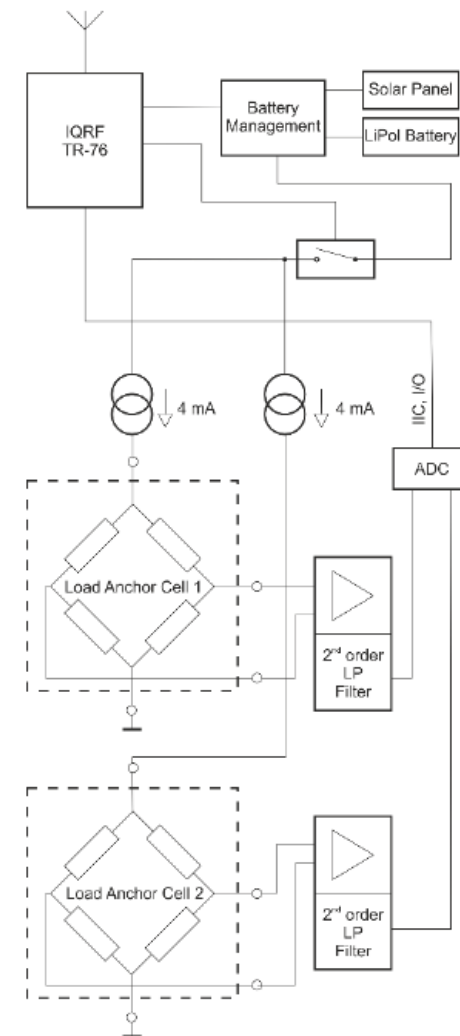 IQRF
TR-76
Battery
Management
Solar Panel
LiPol Battery
4 mA
4 mA
IIC, I/O
ADC
Load Anchor Cell 1
2nd order
LP
Filter
Load Anchor Cell 2
2nd order
LP
Filter